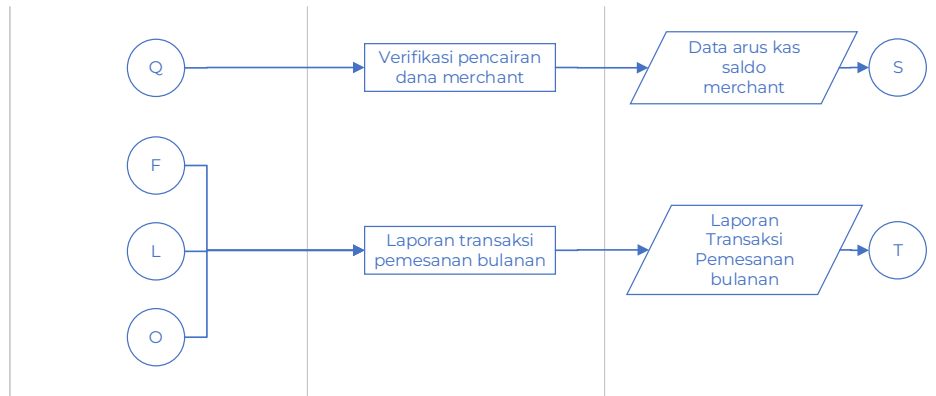 Q
Verifikasi pencairan
dana merchant
Data arus kas
saldo
merchant
S
F
L
O
Laporan transaksi
pemesanan bulanan
Laporan
Transaksi
Pemesanan
bulanan
T